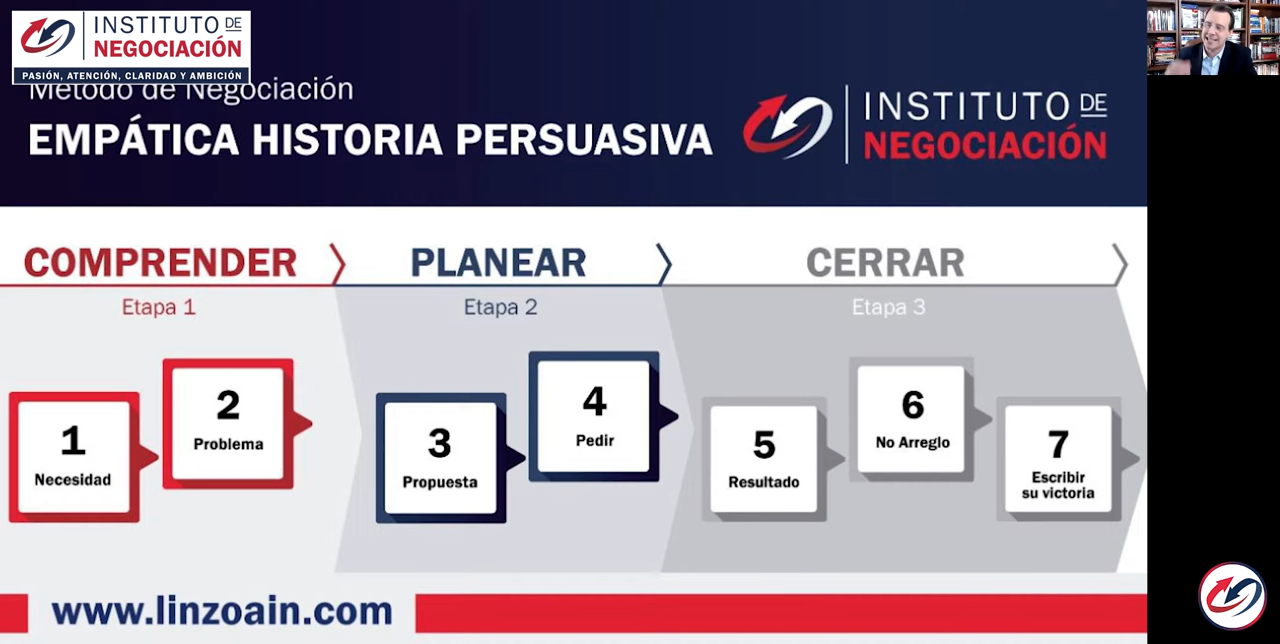 INSTITUTO DE
NEGOCIACIÓN
PASIÓN, ATENCIÓN, CLARIDAD Y AMBICIÓN
Método de Negociación
EMPÁTICA HISTORIA PERSUASIVA
INSTITUTO DE
NEGOCIACIÓN
COMPRENDER
PLANEAR
CERRAR
Etapa 1
Etapa 2
Etapa 3
1
Necesidad
2
Problema
3
Propuesta
4
Pedir
5
Resultado
6
No Arreglo
7
Escribir
su victoria
www.linzoain.com